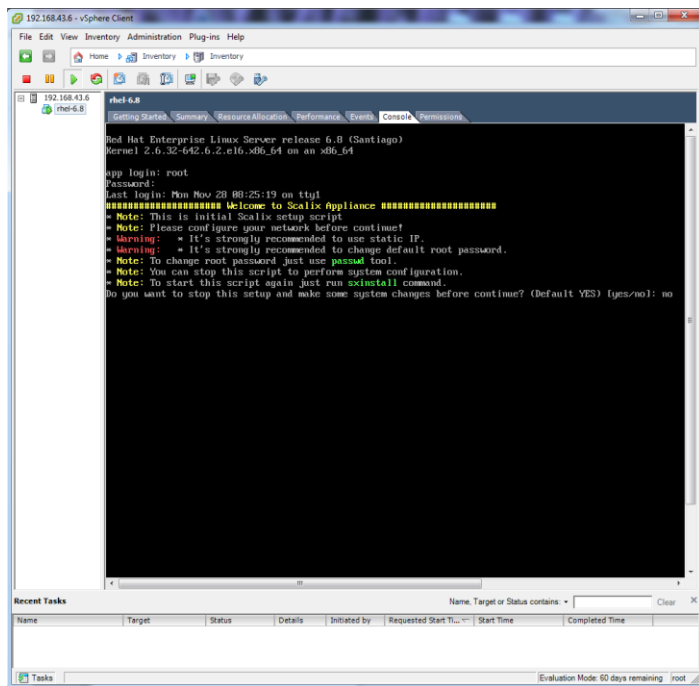 192.168.43.6 - vSphere Client
File Edit View Inventory Administration Plug-ins Help
Home Inventory Inventory
192.168.43.6
rhel-6.8
rhel-6.8
Getting Started Summary Resource Allocation Performance Events Console Permissions
Red Hat Enterprise Linux Server release 6.8 (Santiago)
Kernel 2.6.32-642.6.2.el6.x86_64 on an x86_64
app login: root
Password:
Last login: Mon Nov 28 08:25:19 on tty1
##################### Welcome to Scalix Appliance #####################
* Note: This is initial Scalix setup script
* Note: Please configure your network before continue!
* Warning: * It's strongly recommended to use static IP.
* Warning: * It's strongly recommended to change default root password.
* Note: To change root password just use passwd tool.
* Note: You can stop this script to perform system configuration.
* Note: To start this script again just run sxinstall command.
Do you want to stop this setup and make some system changes before continue? (Default YES) [yes/no]: no
Recent Tasks
Name, Target or Status contains:
Clear
Name Target Status Details Initiated by Requested Start Ti... Start Time Completed Time
Tasks
Evaluation Mode: 60 days remaining root